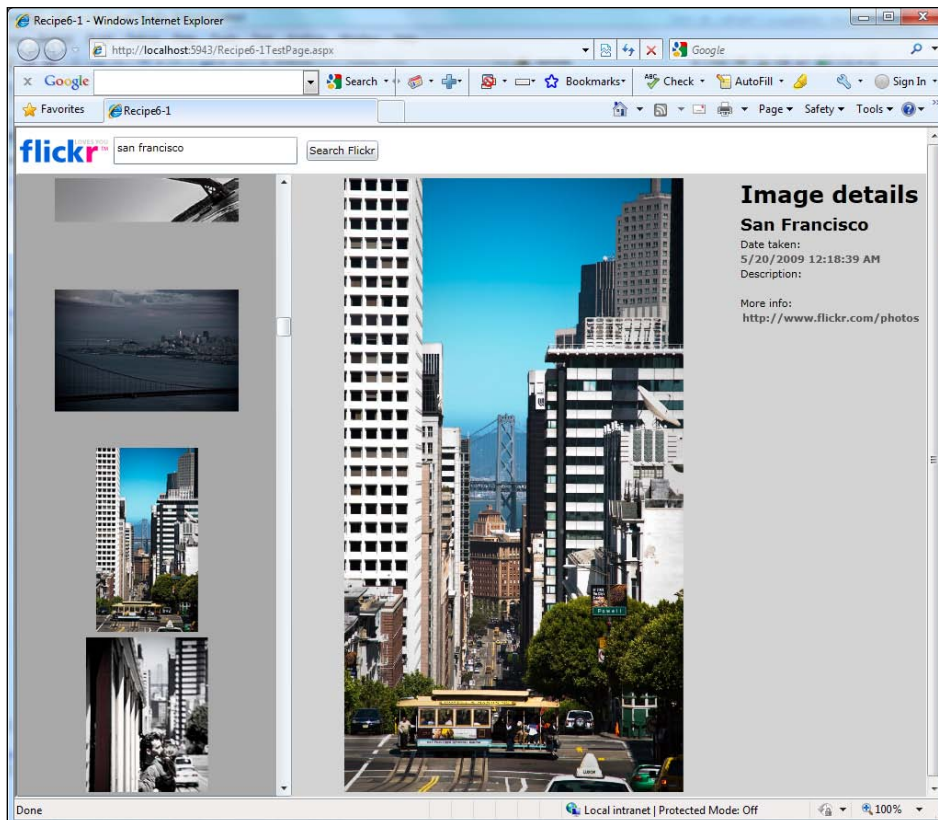 Recipe6-1 - Windows Internet Explorer
http://localhost:5943/Recipe6-1TestPage.aspx
Google
x Google
Search
Bookmarks
Check
AutoFill
Sign In
Favorites
Recipe6-1
Page
Safety
Tools
flickr
LOVES YOU
TM
san francisco
Search Flickr
Image details
San Francisco
Date taken:
5/20/2009 12:18:39 AM
Description:
More info:
http://www.flickr.com/photos
Powell
Done
Local intranet | Protected Mode: Off
100%